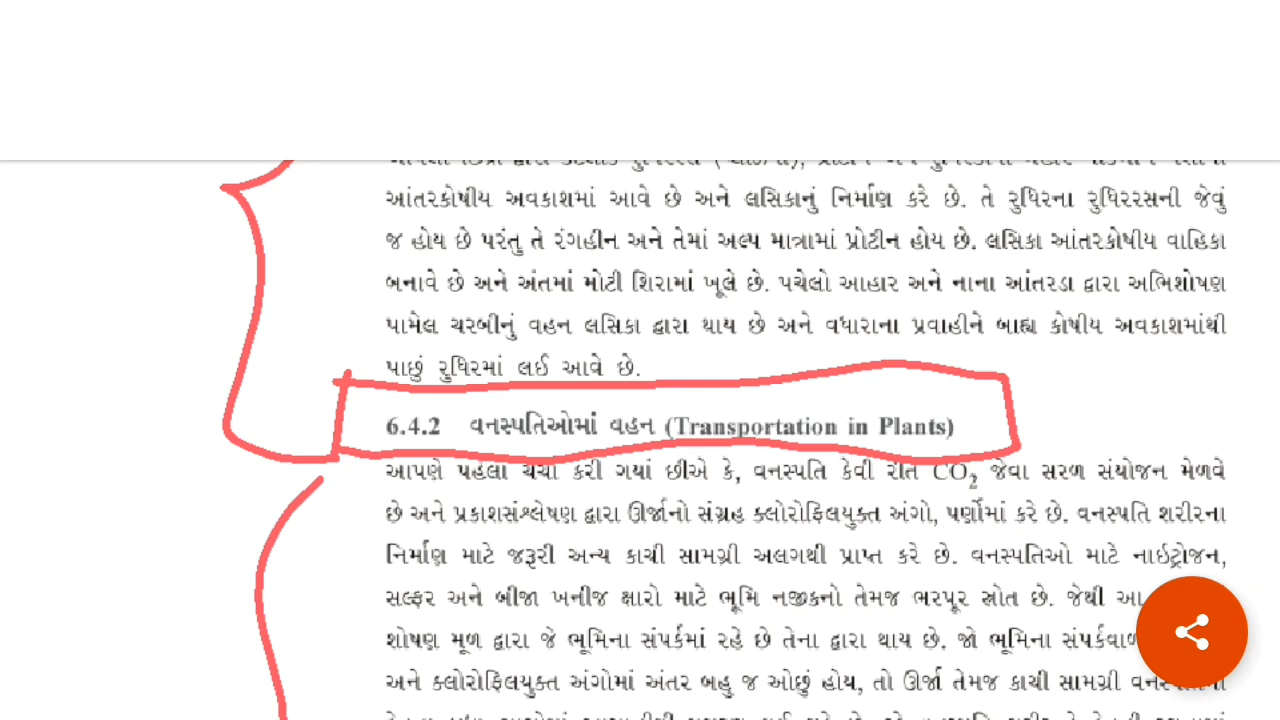 આંતરકોષીય અવકાશમાં આવે છે અને લસિકાનું નિર્માણ કરે છે. તે રુધિરના રુધિરરસની જેવું
જ હોય છે પરંતુ તે રંગહીન અને તેમાં અલ્પ માત્રામાં પ્રોટીન હોય છે. લસિકા આંતરકોષીય વાહિકા
બનાવે છે અને અંતમાં મોટી શિરામાં ખૂલે છે. પચેલો આહાર અને નાના આંતરડા દ્વારા અભિશોષણ
પામેલ ચરબીનું વહન લસિકા દ્વારા થાય છે અને વધારાના પ્રવાહીને બાહ્ય કોષીય અવકાશમાંથી
પાછું રુધિરમાં લઈ આવે છે.
6.4.2 વનસ્પતિઓમાં વહન (Transportation in Plants)
આપણે પહેલાં ચર્ચા કરી ગયાં છીએ કે, વનસ્પતિ કેવી રીતે CO₂ જેવા સરળ સંયોજન મેળવે
છે અને પ્રકાશસંશ્લેષણ દ્વારા ઊર્જાનો સંગ્રહ ક્લોરોફિલયુક્ત અંગો, પર્ણોમાં કરે છે. વનસ્પતિ શરીરના
નિર્માણ માટે જરૂરી અન્ય કાચી સામગ્રી અલગથી પ્રાપ્ત કરે છે. વનસ્પતિઓ માટે નાઇટ્રોજન,
સલ્ફર અને બીજા ખનીજ ક્ષારો માટે ભૂમિ નજીકનો તેમજ ભરપૂર સ્રોત છે. જેથી આ
શોષણ મૂળ દ્વારા જે ભૂમિના સંપર્કમાં રહે છે તેના દ્વારા થાય છે. જો ભૂમિના
અને ક્લોરોફિલયુક્ત અંગોમાં અંતર બહુ જ ઓછું હોય, તો ઊર્જા તેમજ કાચી સામગ્રી